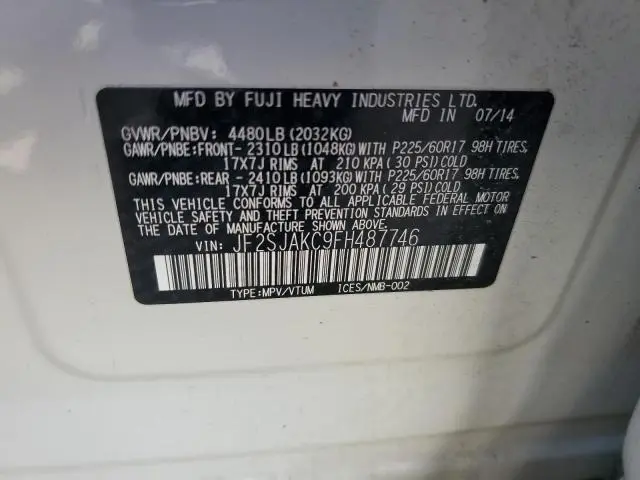 MFD BY FUJI HEAVY INDUSTRIES LTD.
MFD IN 07/14
GVWR/PNBV: 4480LB(2032KG)
GAWR/PNBE:FRONT- 2310LB(1048KG)WITH P225/60R17 98H TIRES,
17X7J RIMS AT 210 KPA(30 PSI)COLD
GAWR/PNBE:REAR -2410LB(1093KG)WITH P225/60R17 98H TIRES,
17X7J RIMS AT 200 KPA(29 PSI)COLD
THIS VEHICLE CONFORMS TO ALL APPLICABLE FEDERAL MOTOR
VEHICLE SAFETY AND THEFT PREVENTION STANDARDS IN EFFECT ON
THE DATE OF MANUFACTURE SHOWN ABOVE.
VIN: JF2SJAKC9FH487746
TYPE:MPV/VTUM ICES/NMB-002